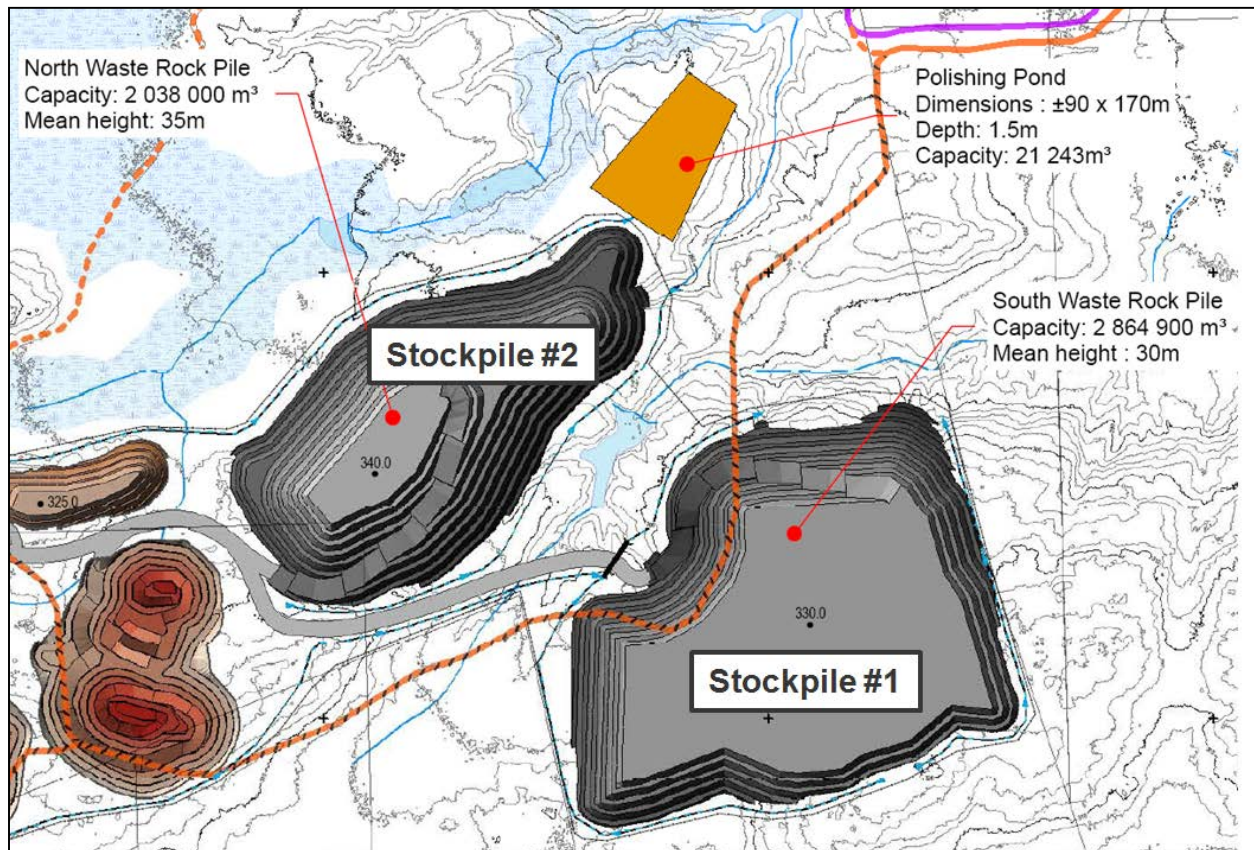 North Waste Rock Pile
Capacity: 2 038 000 m³
Mean height: 35m
Polishing Pond
Dimensions : ±90 x 170m
Depth: 1.5m
Capacity: 21 243m³
South Waste Rock Pile
Capacity: 2 864 900 m³
Mean height : 30m
Stockpile #2
340.0
325.0
330.0
Stockpile #1